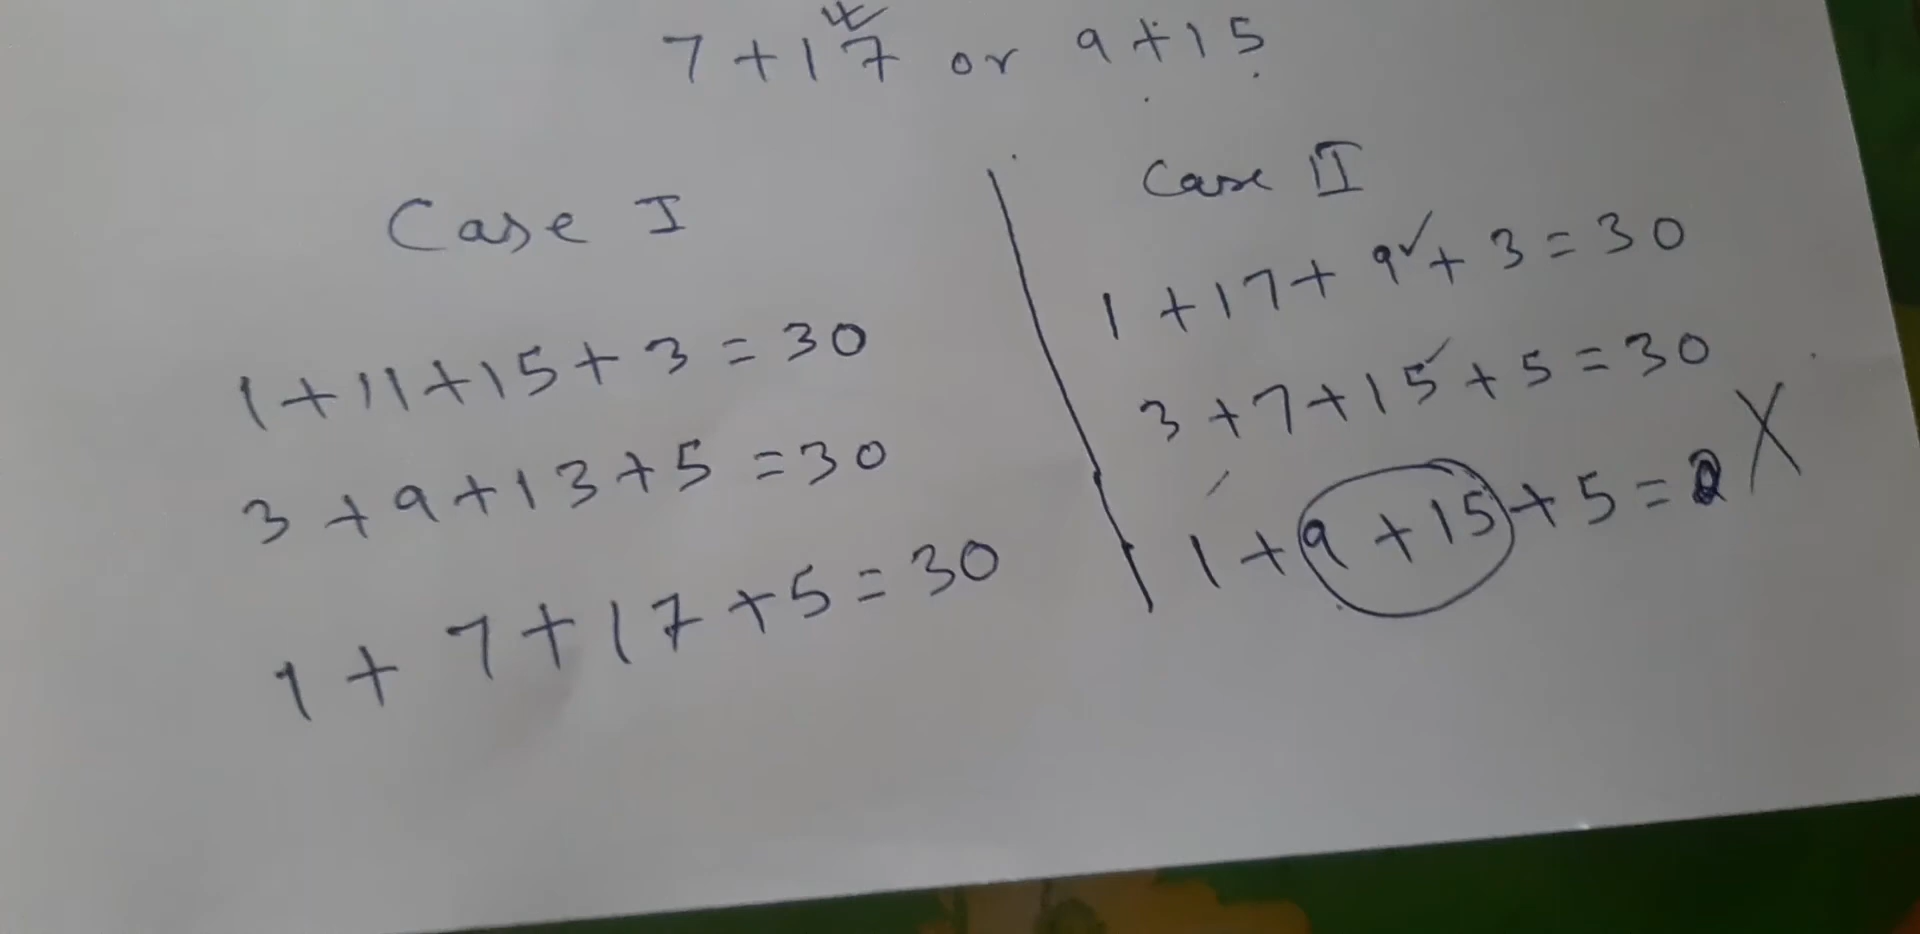 7 + 17 or 9 + 15
Case I
1 + 11 + 15 + 3 = 30
3 + 9 + 13 + 5 = 30
1 + 7 + 17 + 5 = 30
Case II
1 + 17 + 9 ✓ + 3 = 30
3 + 7 + 15 ✓ + 5 = 30
1 + 9 + 15 + 5 = X